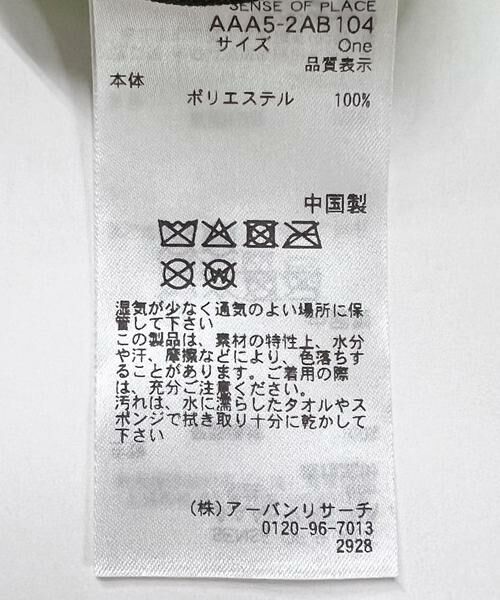 SENSE OF PLACE
AAA5-2AB104
サイズ One
品質表示
本体
ポリエステル 100%
中国製
湿気が少なく通気のよい場所に保
管して下さい
この製品は、素材の特性上、水分
や汗、摩擦などにより、色落ちす
ることがあります。ご着用の際
は、充分ご注意ください。
汚れは、水に濡らしたタオルやス
ポンジで拭き取り十分に乾かして
下さい
(株)アーバンリサーチ
0120-96-7013
2928